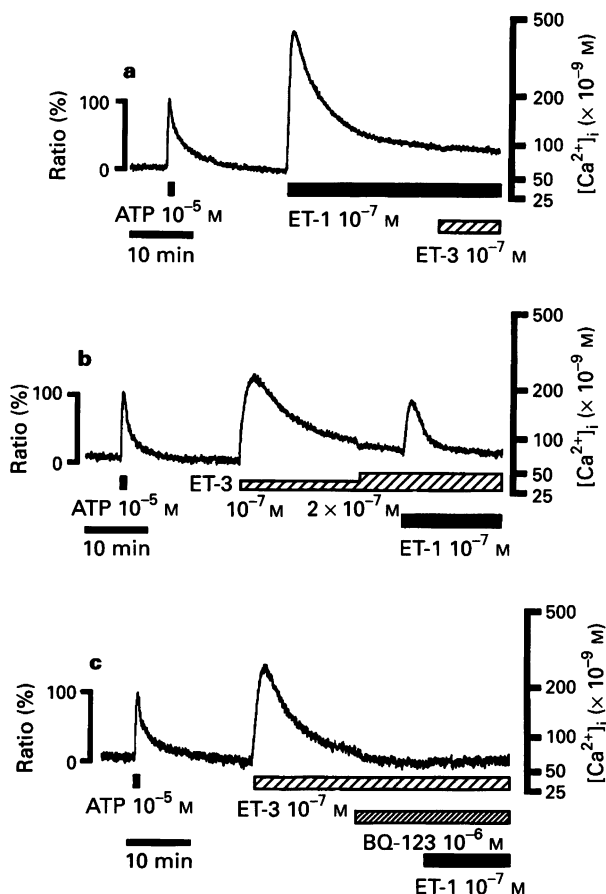 a
Ratio (%)
100
0
500
200
100
50
25
[Ca²⁺]ᵢ (× 10⁻⁹ M)
ATP 10⁻⁵ M
10 min
ET-1 10⁻⁷ M
ET-3 10⁻⁷ M
b
Ratio (%)
100
0
500
200
100
50
25
[Ca²⁺]ᵢ (× 10⁻⁹ M)
ATP 10⁻⁵ M
10 min
ET-3
10⁻⁷ M
2 × 10⁻⁷ M
ET-1 10⁻⁷ M
c
Ratio (%)
100
0
500
200
100
50
25
[Ca²⁺]ᵢ (× 10⁻⁹ M)
ATP 10⁻⁵ M
10 min
ET-3 10⁻⁷ M
BQ-123 10⁻⁶ M
ET-1 10⁻⁷ M